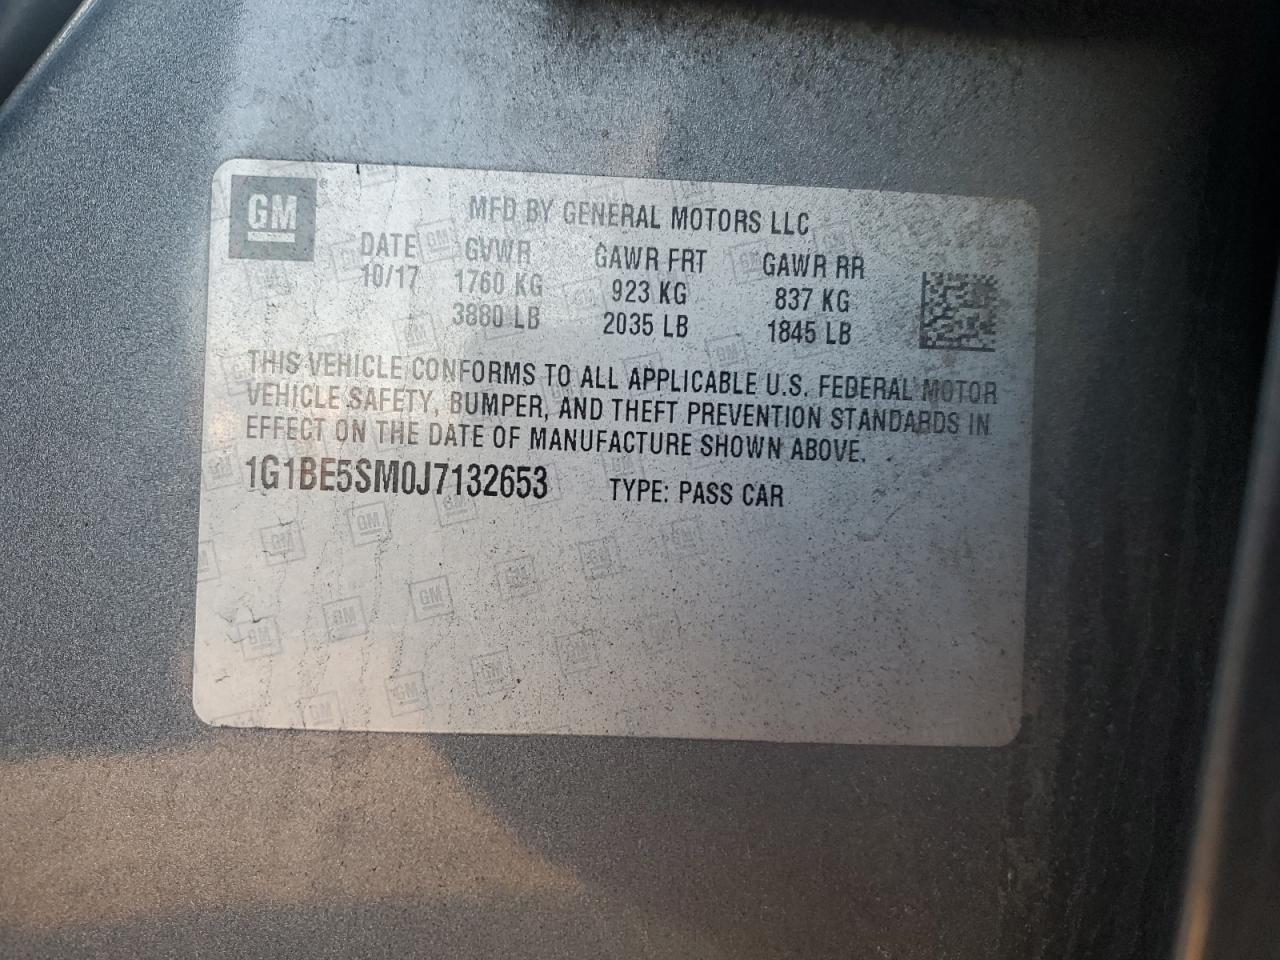 GM
MFD BY GENERAL MOTORS LLC
DATE GVWR GAWR FRT GAWR RR
10/17 1760 KG 923 KG 837 KG
3880 LB 2035 LB 1845 LB
THIS VEHICLE CONFORMS TO ALL APPLICABLE U.S. FEDERAL MOTOR
VEHICLE SAFETY, BUMPER, AND THEFT PREVENTION STANDARDS IN
EFFECT ON THE DATE OF MANUFACTURE SHOWN ABOVE.
1G1BE5SM0J7132653 TYPE: PASS CAR